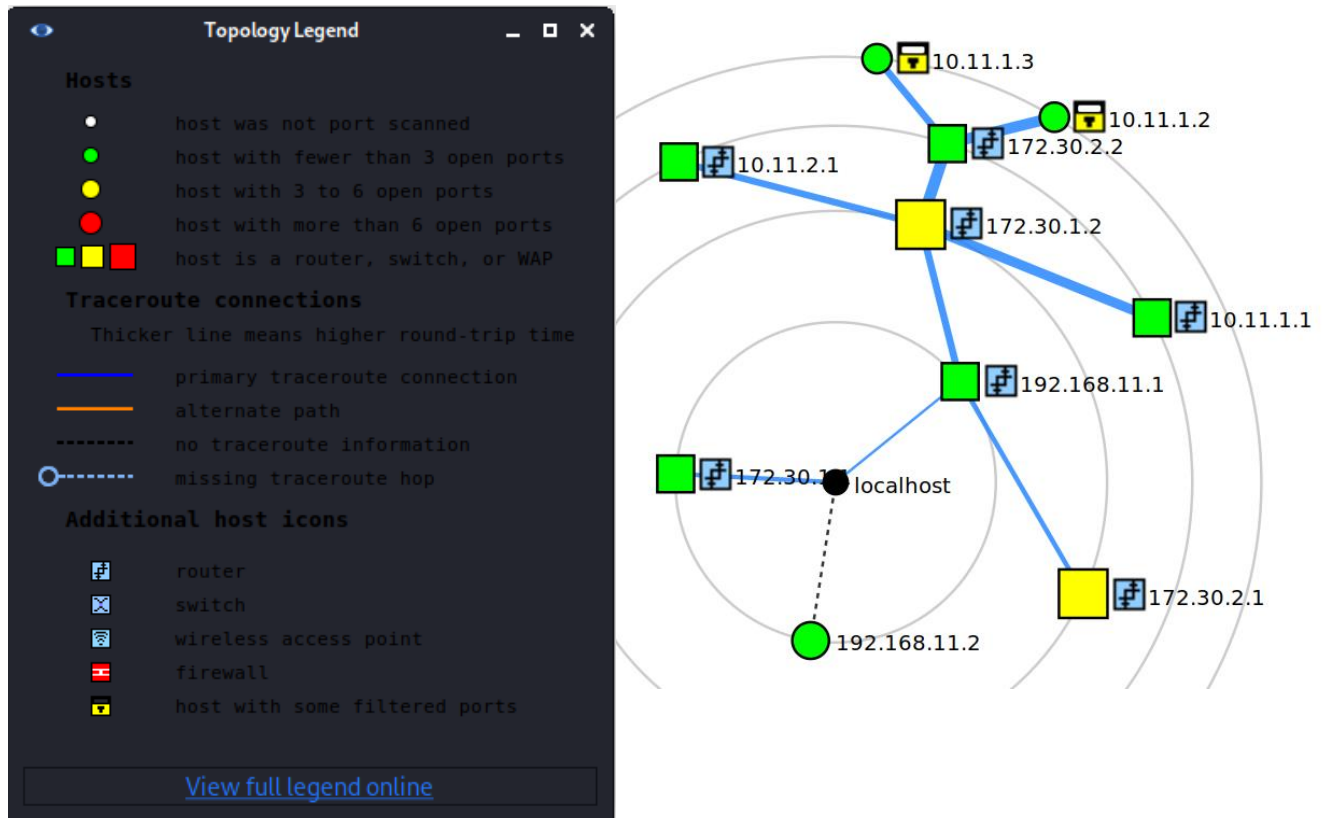 Topology Legend
Hosts
host was not port scanned
host with fewer than 3 open ports
host with 3 to 6 open ports
host with more than 6 open ports
host is a router, switch, or WAP
Traceroute connections
Thicker line means higher round-trip time
primary traceroute connection
alternate path
no traceroute information
missing traceroute hop
Additional host icons
router
switch
wireless access point
firewall
host with some filtered ports
View full legend online
10.11.1.3
10.11.1.2
172.30.2.2
10.11.2.1
172.30.1.2
10.11.1.1
192.168.11.1
localhost
172.30.2.1
192.168.11.2